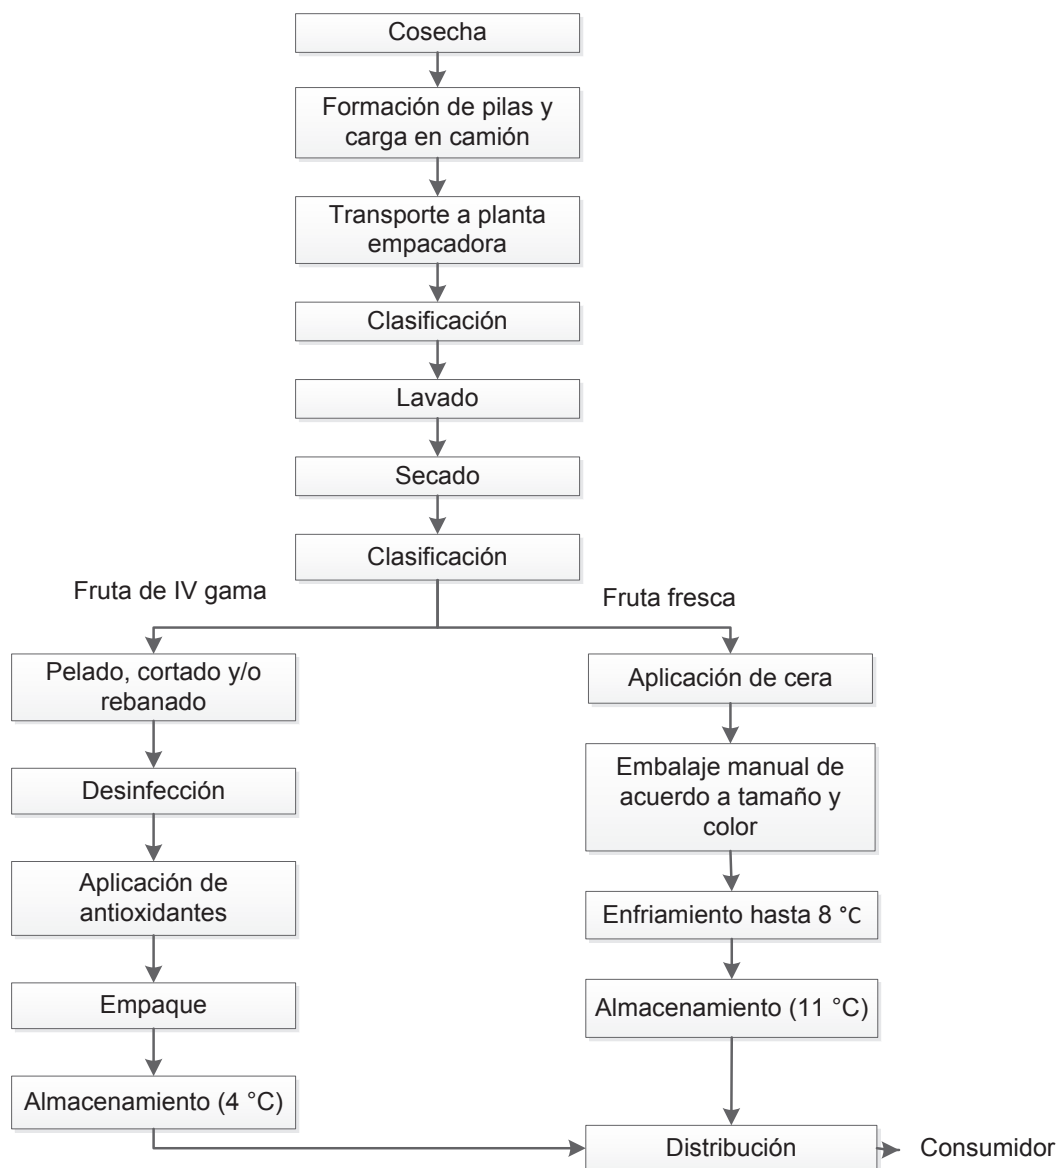 Cosecha
Formación de pilas y
carga en camión
Transporte a planta
empacadora
Clasificación
Lavado
Secado
Clasificación
Fruta de IV gama
Fruta fresca
Pelado, cortado y/o
rebanado
Desinfección
Aplicación de
antioxidantes
Empaque
Almacenamiento (4 °C)
Aplicación de cera
Embalaje manual de
acuerdo a tamaño y
color
Enfriamiento hasta 8 °C
Almacenamiento (11 °C)
Distribución
Consumidor